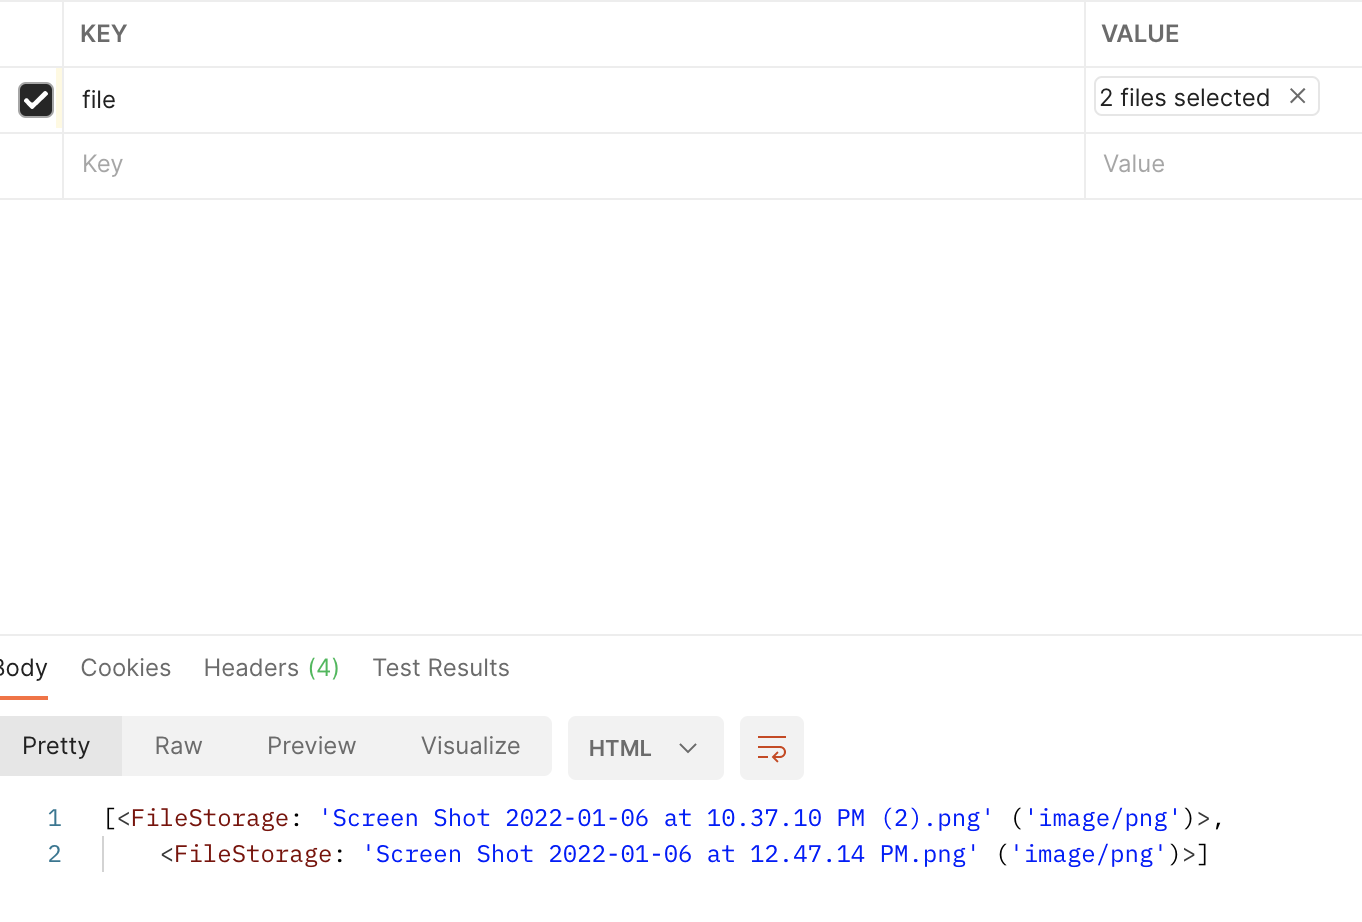 KEY VALUE
file 2 files selected
Key Value
Body Cookies Headers (4) Test Results
Pretty Raw Preview Visualize HTML
1 [<FileStorage: 'Screen Shot 2022-01-06 at 10.37.10 PM (2).png' ('image/png')>,
2 <FileStorage: 'Screen Shot 2022-01-06 at 12.47.14 PM.png' ('image/png')>]